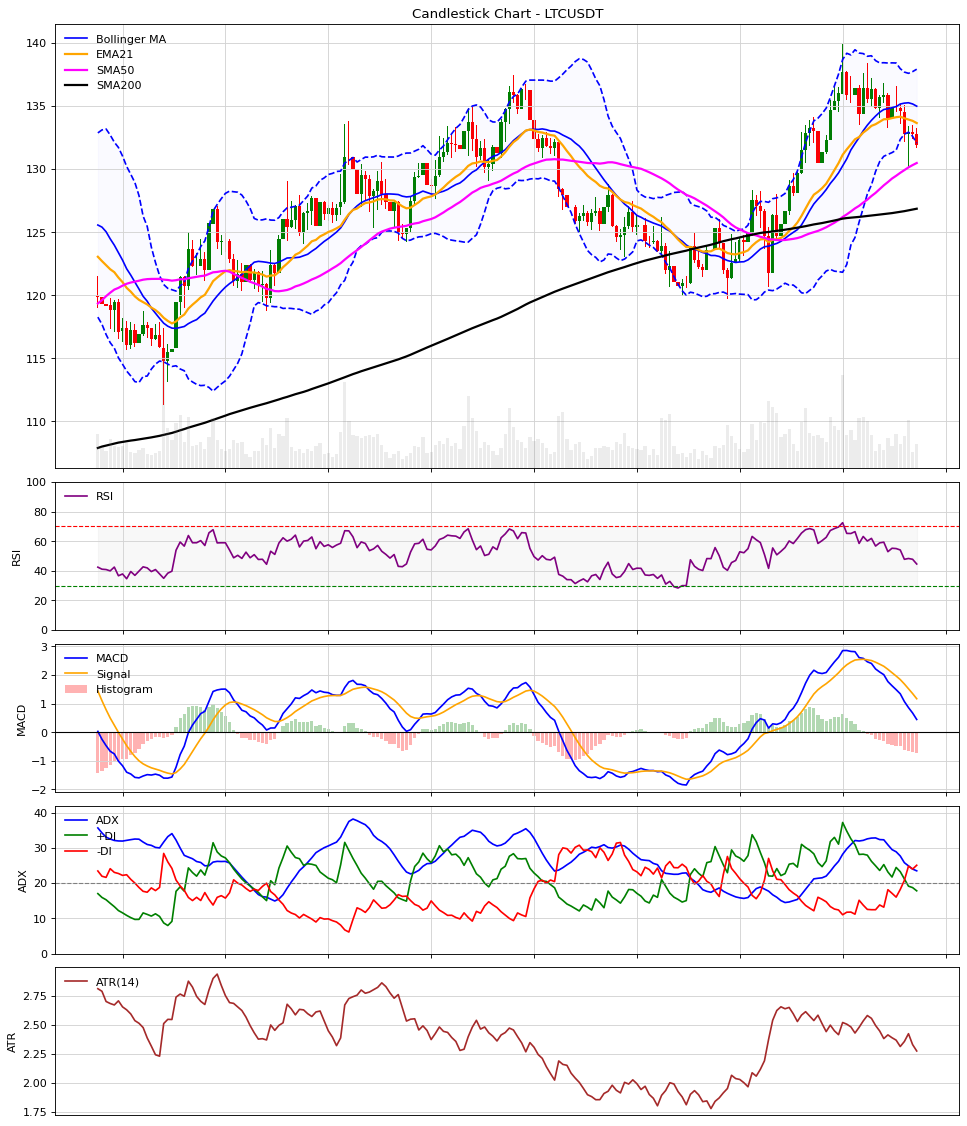 Candlestick Chart - LTCUSDT
Bollinger MA
EMA21
SMA50
SMA200
140
135
130
125
120
115
110
RSI
RSI
100
80
60
40
20
0
MACD
Signal
Histogram
MACD
3
2
1
0
−1
−2
ADX
+DI
-DI
ADX
40
30
20
10
0
ATR(14)
ATR
2.75
2.50
2.25
2.00
1.75